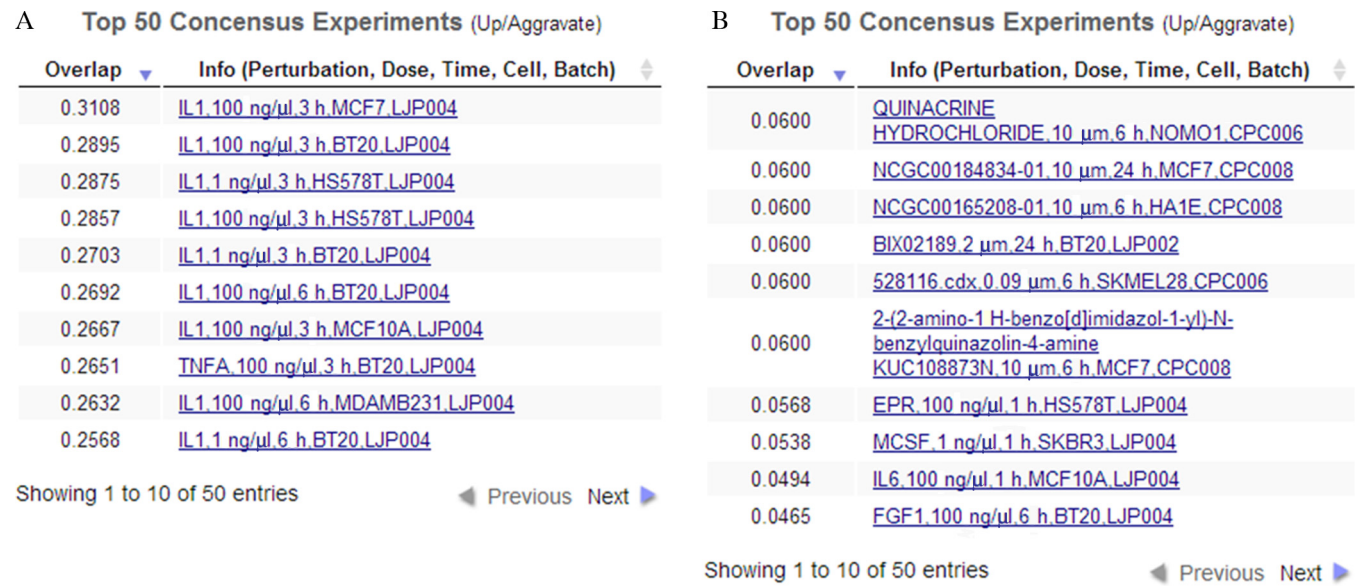 A
Top 50 Concensus Experiments (Up/Aggravate)
Overlap Info (Perturbation, Dose, Time, Cell, Batch)
0.3108 IL1,100 ng/µl,3 h,MCF7,LJP004
0.2895 IL1,100 ng/µl,3 h,BT20,LJP004
0.2875 IL1,1 ng/µl,3 h,HS578T,LJP004
0.2857 IL1,100 ng/µl,3 h,HS578T,LJP004
0.2703 IL1,1 ng/µl,3 h,BT20,LJP004
0.2692 IL1,100 ng/µl,6 h,BT20,LJP004
0.2667 IL1,100 ng/µl,3 h,MCF10A,LJP004
0.2651 TNFA,100 ng/µl,3 h,BT20,LJP004
0.2632 IL1,100 ng/µl,6 h,MDAMB231,LJP004
0.2568 IL1,1 ng/µl,6 h,BT20,LJP004
Showing 1 to 10 of 50 entries Previous Next
B
Top 50 Concensus Experiments (Up/Aggravate)
Overlap Info (Perturbation, Dose, Time, Cell, Batch)
0.0600 QUINACRINE
HYDROCHLORIDE,10 µm,6 h,NOMO1,CPC006
0.0600 NCGC00184834-01,10 µm,24 h,MCF7,CPC008
0.0600 NCGC00165208-01,10 µm,6 h,HA1E,CPC008
0.0600 BIX02189,2 µm,24 h,BT20,LJP002
0.0600 528116.cdx,0.09 µm,6 h,SKMEL28,CPC006
0.0600 2-(2-amino-1 H-benzo[d]imidazol-1-yl)-N-
benzylquinazolin-4-amine
KUC108873N,10 µm,6 h,MCF7,CPC008
0.0568 EPR,100 ng/µl,1 h,HS578T,LJP004
0.0538 MCSF,1 ng/µl,1 h,SKBR3,LJP004
0.0494 IL6,100 ng/µl,1 h,MCF10A,LJP004
0.0465 FGF1,100 ng/µl,6 h,BT20,LJP004
Showing 1 to 10 of 50 entries Previous Next